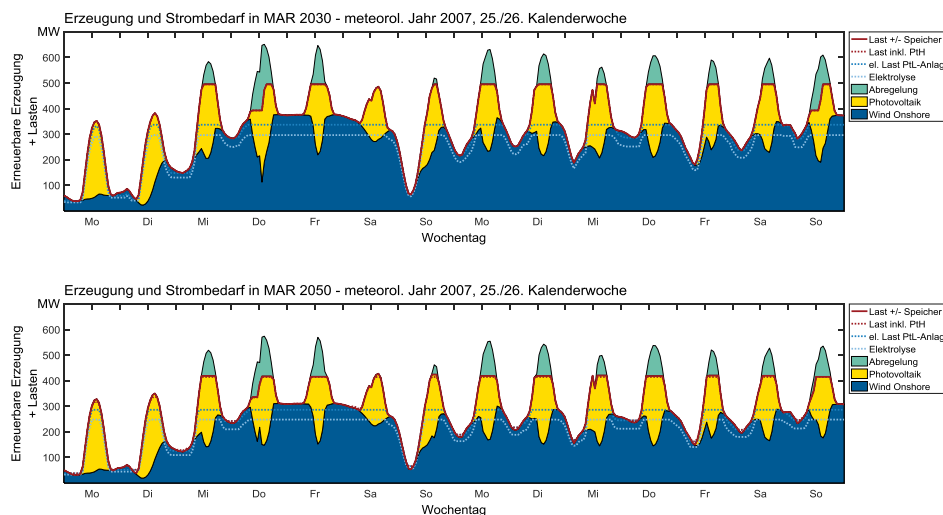 Erzeugung und Strombedarf in MAR 2030 - meteorol. Jahr 2007, 25./26. Kalenderwoche
MW
600
500
400
300
200
100
Erneuerbare Erzeugung
+ Lasten
Mo Di Mi Do Fr Sa So Mo Di Mi Do Fr Sa So
Wochentag
Last +/- Speicher
Last inkl. PtH
el. Last PtL-Anlag
Elektrolyse
Abregelung
Photovoltaik
Wind Onshore
Erzeugung und Strombedarf in MAR 2050 - meteorol. Jahr 2007, 25./26. Kalenderwoche
MW
600
500
400
300
200
100
Erneuerbare Erzeugung
+ Lasten
Mo Di Mi Do Fr Sa So Mo Di Mi Do Fr Sa So
Wochentag
Last +/- Speicher
Last inkl. PtH
el. Last PtL-Anlag
Elektrolyse
Abregelung
Photovoltaik
Wind Onshore